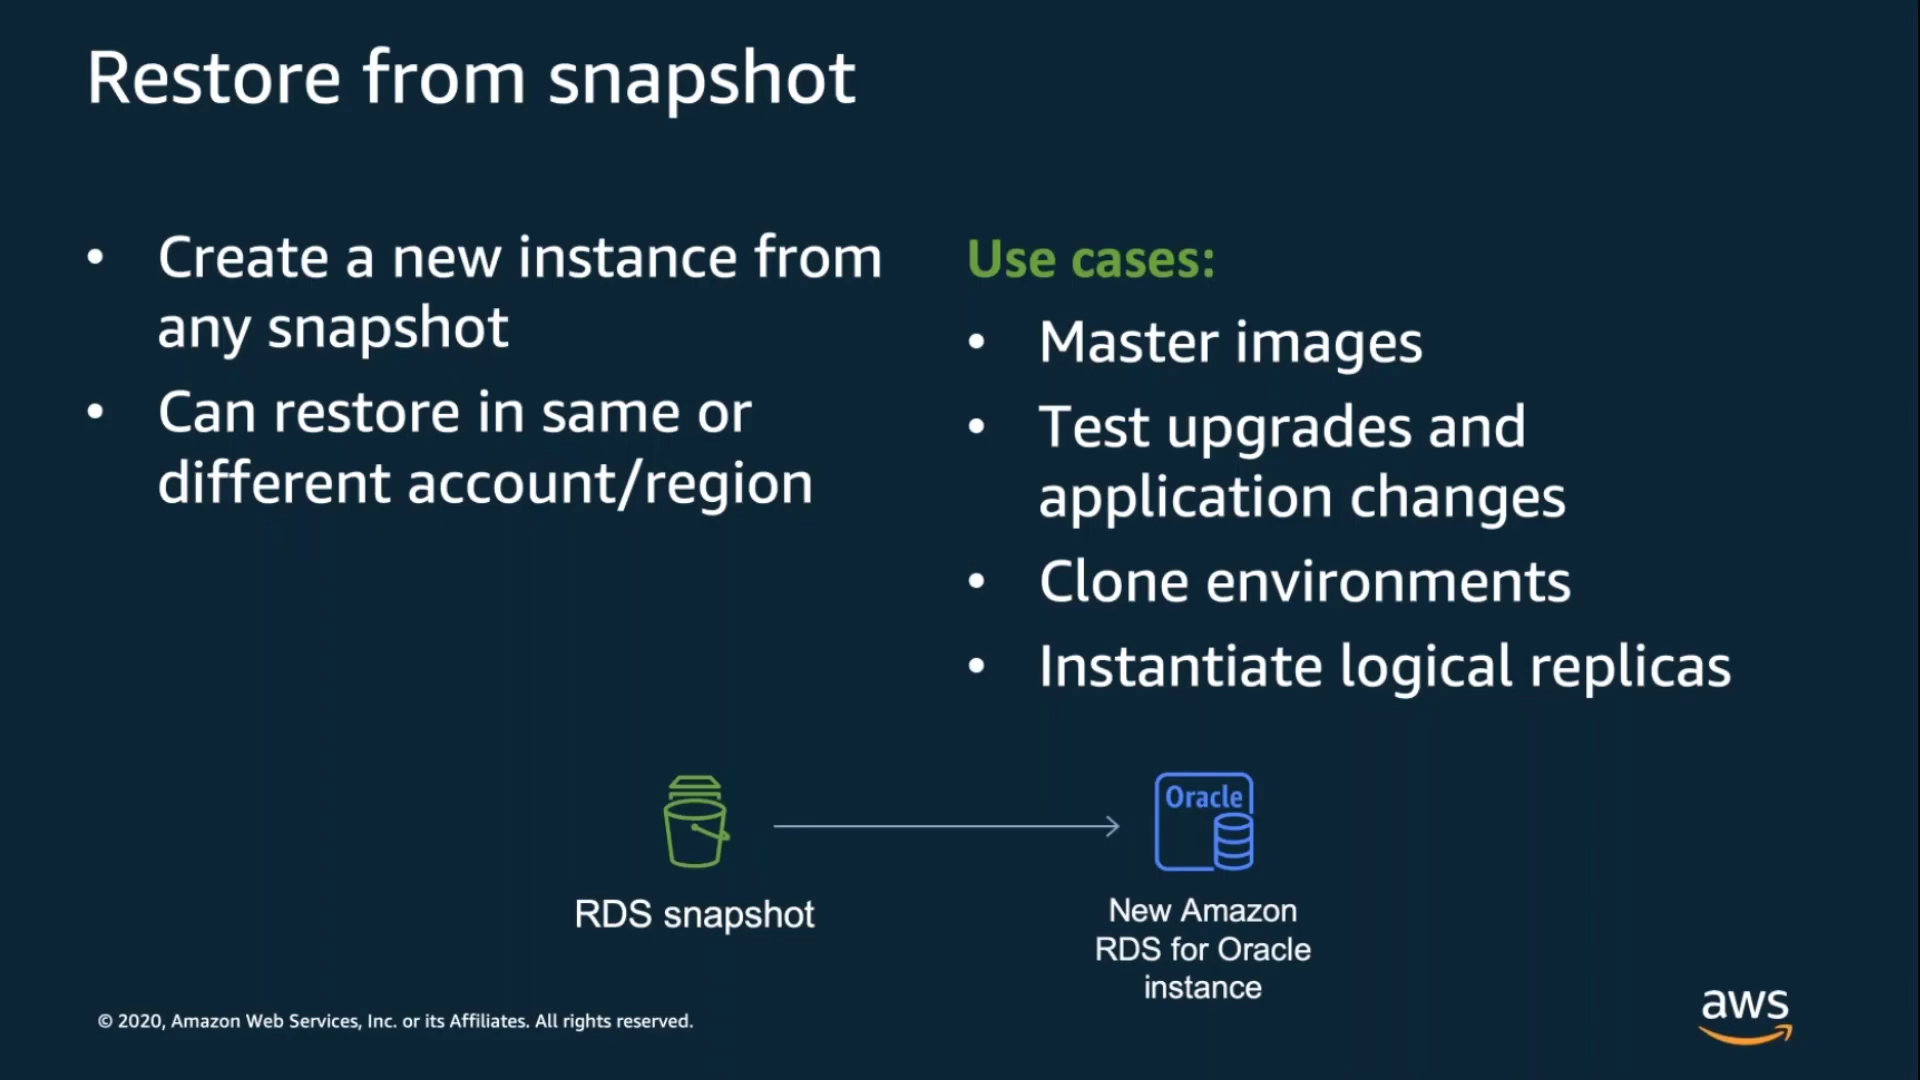 Restore from snapshot
• Create a new instance from
any snapshot
• Can restore in same or
different account/region
Use cases:
• Master images
• Test upgrades and
application changes
• Clone environments
• Instantiate logical replicas
RDS snapshot
Oracle
New Amazon
RDS for Oracle
instance
© 2020, Amazon Web Services, Inc. or its Affiliates. All rights reserved.
aws